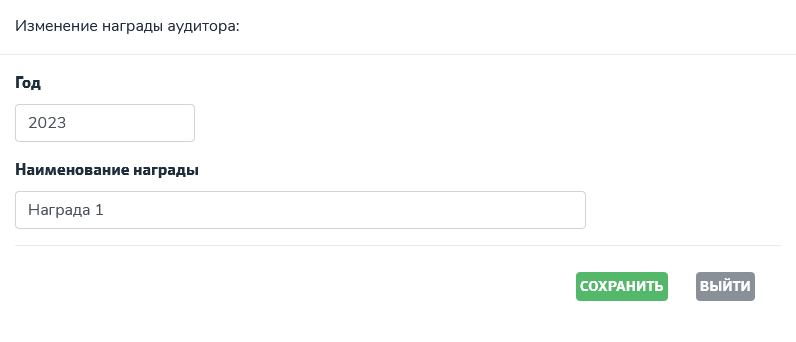 Изменение награды аудитора:
Год
2023
Наименование награды
Награда 1
СОХРАНИТЬ ВЫЙТИ